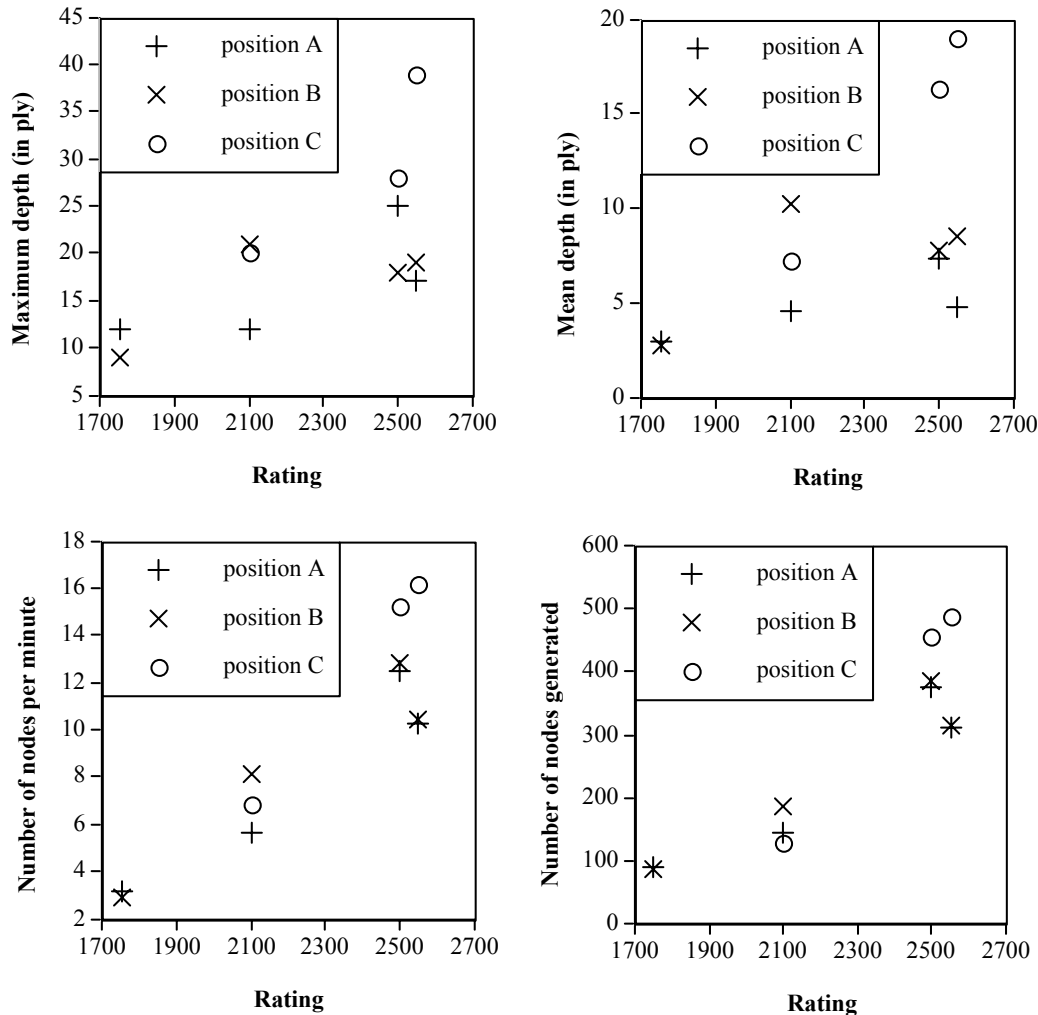 45
40
35
30
25
20
15
10
5
Maximum depth (in ply)
position A
position B
position C
1700 1900 2100 2300 2500 2700
Rating
20
15
10
5
0
Mean depth (in ply)
position A
position B
position C
1700 1900 2100 2300 2500 2700
Rating
18
16
14
12
10
8
6
4
2
Number of nodes per minute
position A
position B
position C
1700 1900 2100 2300 2500 2700
Rating
600
500
400
300
200
100
0
Number of nodes generated
position A
position B
position C
1700 1900 2100 2300 2500 2700
Rating